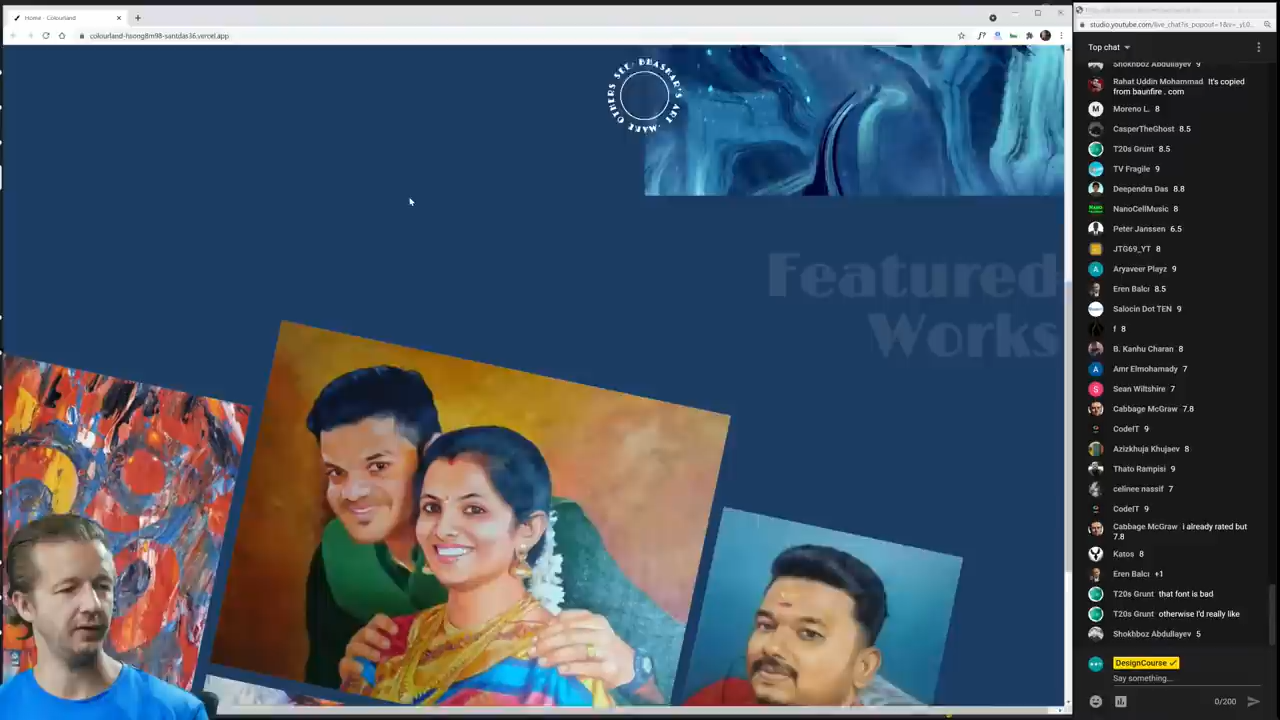 Home - Colourland
colourland-hsong8m98-santdas36.vercel.app
SEE BHASKAR'S ART MAKE OTHERS
Featured
Works
Top chat
Shokhboz Abdullayev 9
Rahat Uddin Mohammad It's copied
from baunfire . com
Moreno L. 8
CasperTheGhost 8.5
T20s Grunt 8.5
TV Fragile 9
Deependra Das 8.8
NanoCellMusic 8
Peter Janssen 6.5
JTG69_YT 8
Aryaveer Playz 9
Eren Balcı 8.5
Salocin Dot TEN 9
f 8
B. Kanhu Charan 8
Amr Elmohamady 7
Sean Wiltshire 7
Cabbage McGraw 7.8
CodeIT 9
Azizkhuja Khujaev 8
Thato Rampisi 9
celinee nassif 7
CodeIT 9
Cabbage McGraw i already rated but
7.8
Katos 8
Eren Balcı +1
T20s Grunt that font is bad
T20s Grunt otherwise I'd really like
Shokhboz Abdullayev 5
DesignCourse
Say something...
0/200